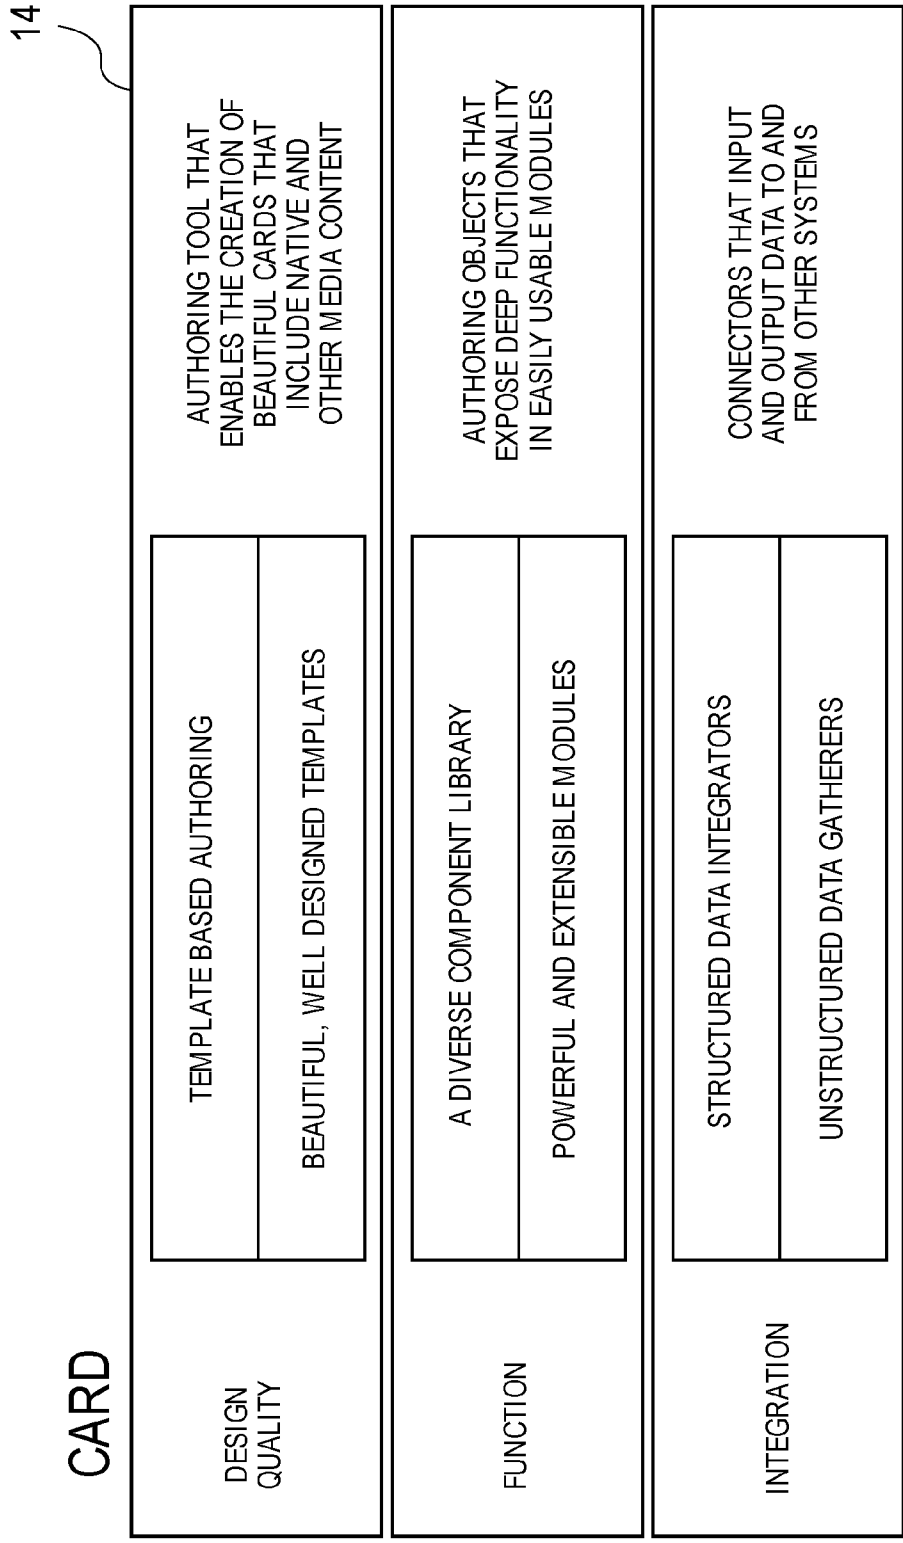 CARD
14
DESIGN
QUALITY
TEMPLATE BASED AUTHORING
BEAUTIFUL, WELL DESIGNED TEMPLATES
AUTHORING TOOL THAT
ENABLES THE CREATION OF
BEAUTIFUL CARDS THAT
INCLUDE NATIVE AND
OTHER MEDIA CONTENT
FUNCTION
A DIVERSE COMPONENT LIBRARY
POWERFUL AND EXTENSIBLE MODULES
AUTHORING OBJECTS THAT
EXPOSE DEEP FUNCTIONALITY
IN EASILY USABLE MODULES
INTEGRATION
STRUCTURED DATA INTEGRATORS
UNSTRUCTURED DATA GATHERERS
CONNECTORS THAT INPUT
AND OUTPUT DATA TO AND
FROM OTHER SYSTEMS